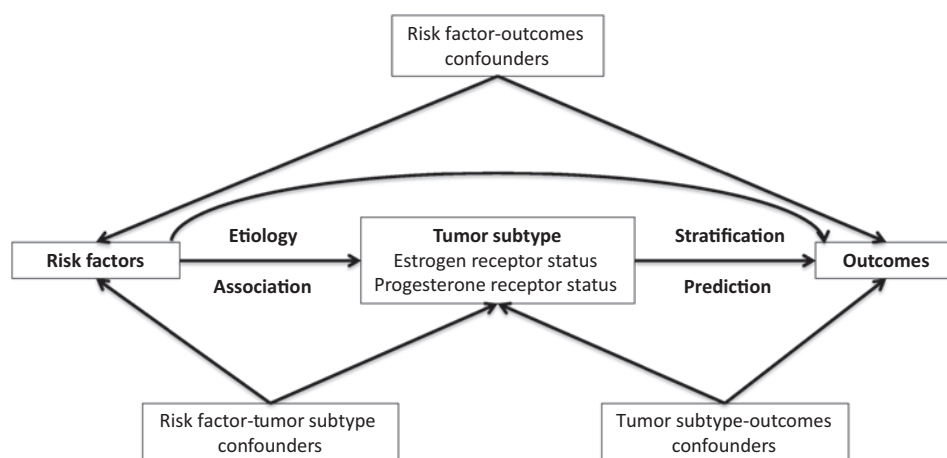 Risk factor-outcomes
confounders
Etiology
Tumor subtype
Stratification
Risk factors
Estrogen receptor status
Outcomes
Association
Progesterone receptor status
Prediction
Risk factor-tumor subtype
confounders
Tumor subtype-outcomes
confounders